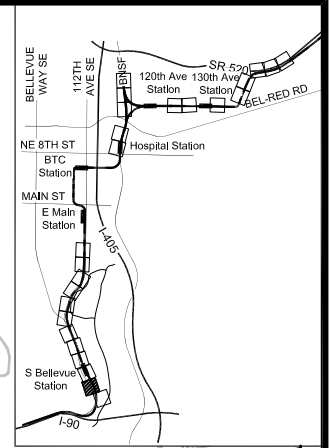 BELLEVUE
WAY SE
112TH
AVE SE
BNSF
SR-520
120th Ave
Station
130th Ave
Station
BEL-RED RD
NE 8TH ST
Hospital Station
BTC
Station
MAIN ST
E Main
Station
I-405
S Bellevue
Station
I-90